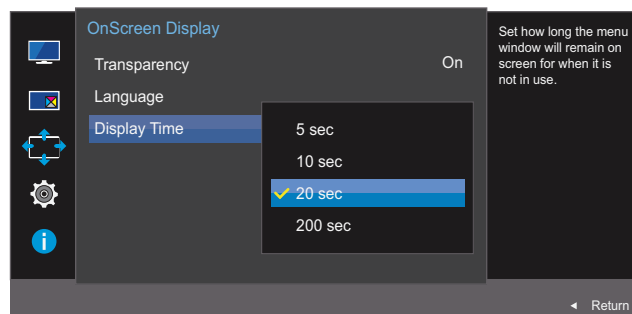 OnScreen Display
Transparency On
Language
Display Time
5 sec
10 sec
20 sec
200 sec
Set how long the menu
window will remain on
screen for when it is
not in use.
Return